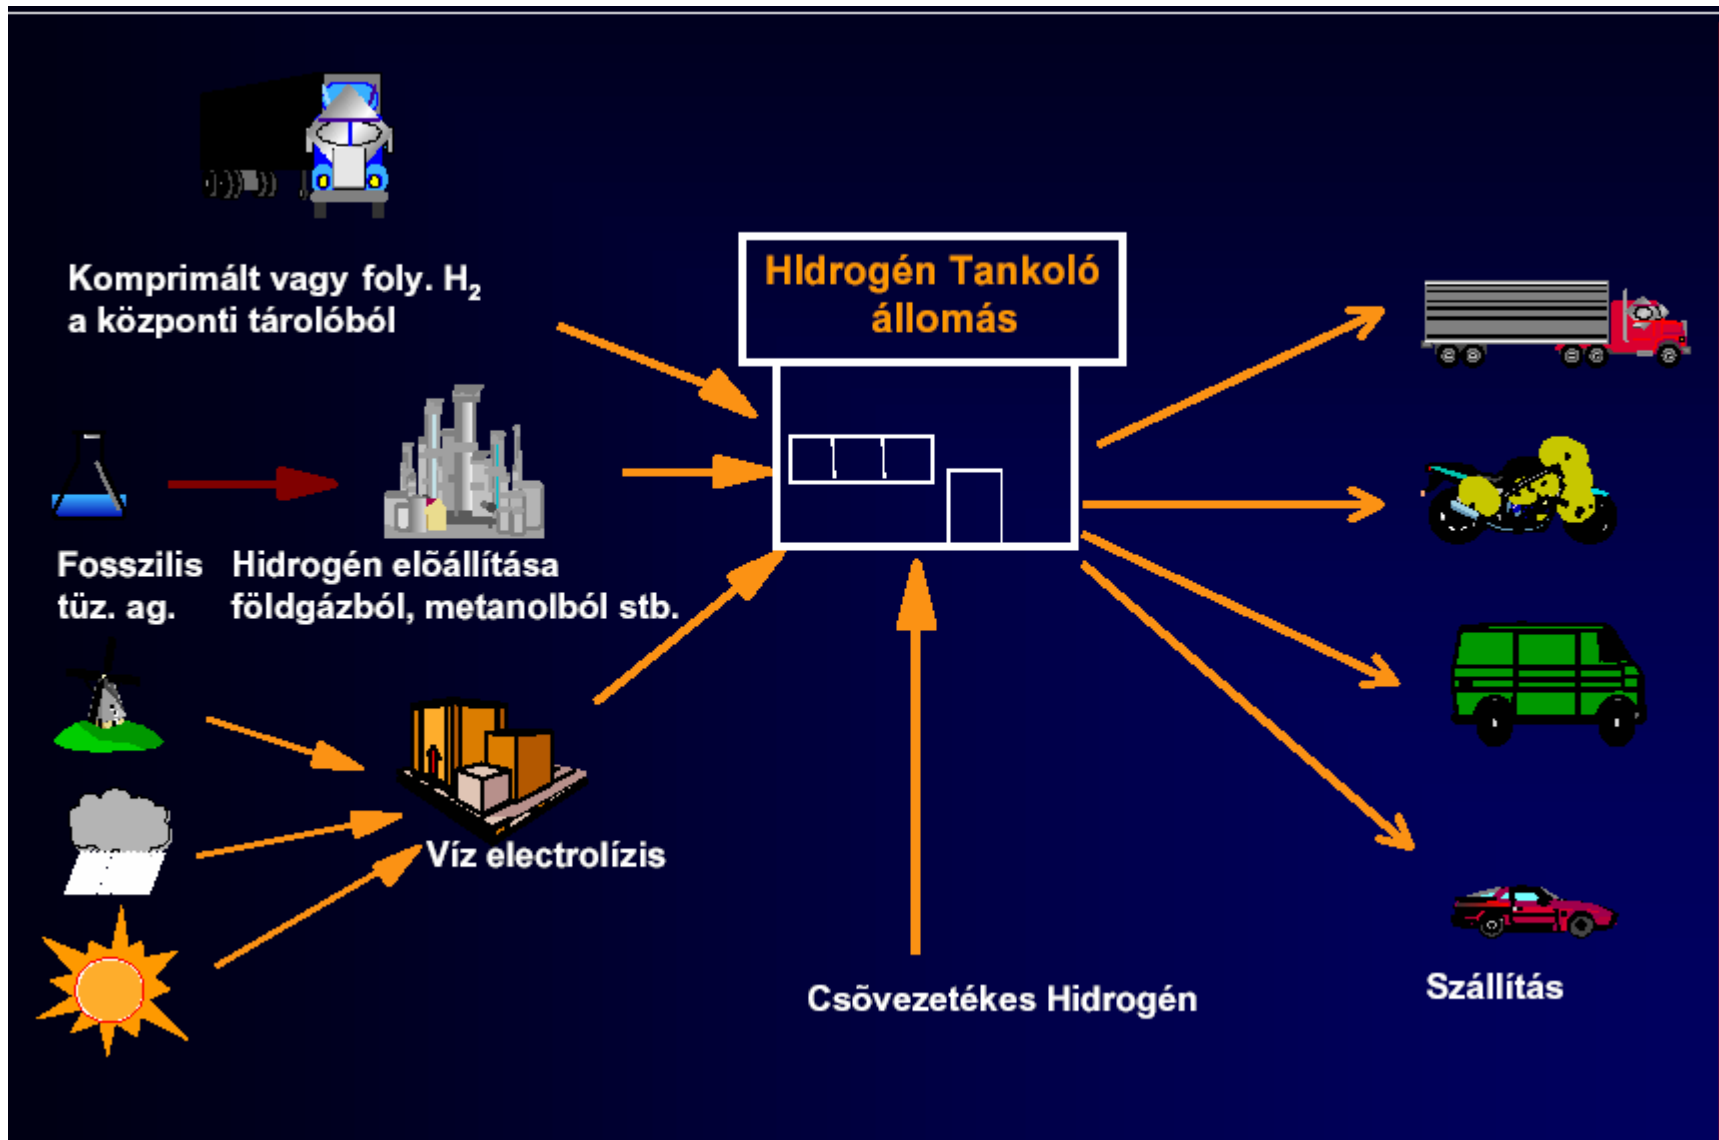 Komprimált vagy foly. H₂
a központi tárolóból
HIdrogén Tankoló
állomás
Fosszilis
tüz. ag.
Hidrogén elõállítása
földgázból, metanolból stb.
Víz electrolízis
Csõvezetékes Hidrogén
Szállítás